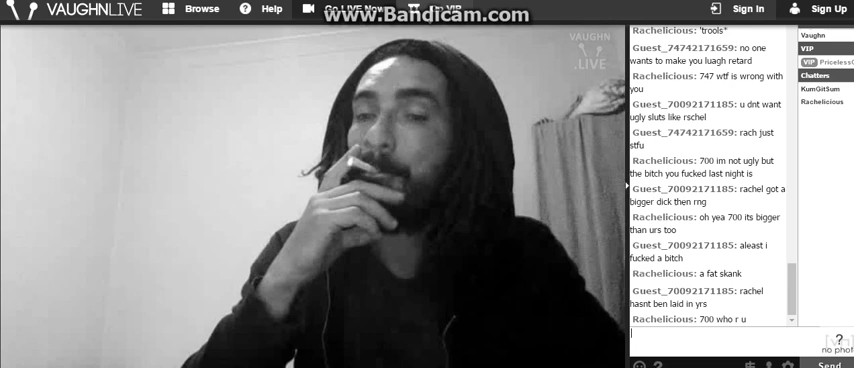 www.Bandicam.com
VAUGHNLIVE Browse Help Go LIVE Now VIP Sign In Sign Up
VAUGHN
.LIVE
Rachelicious: 'trools*
Guest_74742171659: no one
wants to make you luagh retard
Rachelicious: 747 wtf is wrong with
you
Guest_70092171185: u dnt want
ugly sluts like rschel
Guest_74742171659: rach just
stfu
Rachelicious: 700 im not ugly but
the bitch you fucked last night is
Guest_70092171185: rachel got a
bigger dick then rng
Rachelicious: oh yea 700 its bigger
than urs too
Guest_70092171185: aleast i
fucked a bitch
Rachelicious: a fat skank
Guest_70092171185: rachel
hasnt ben laid in yrs
Rachelicious: 700 who r u
Vaughn
VIP
VIP Priceless
Chatters
KumGitSum
Rachelicious
?
no phot
Send